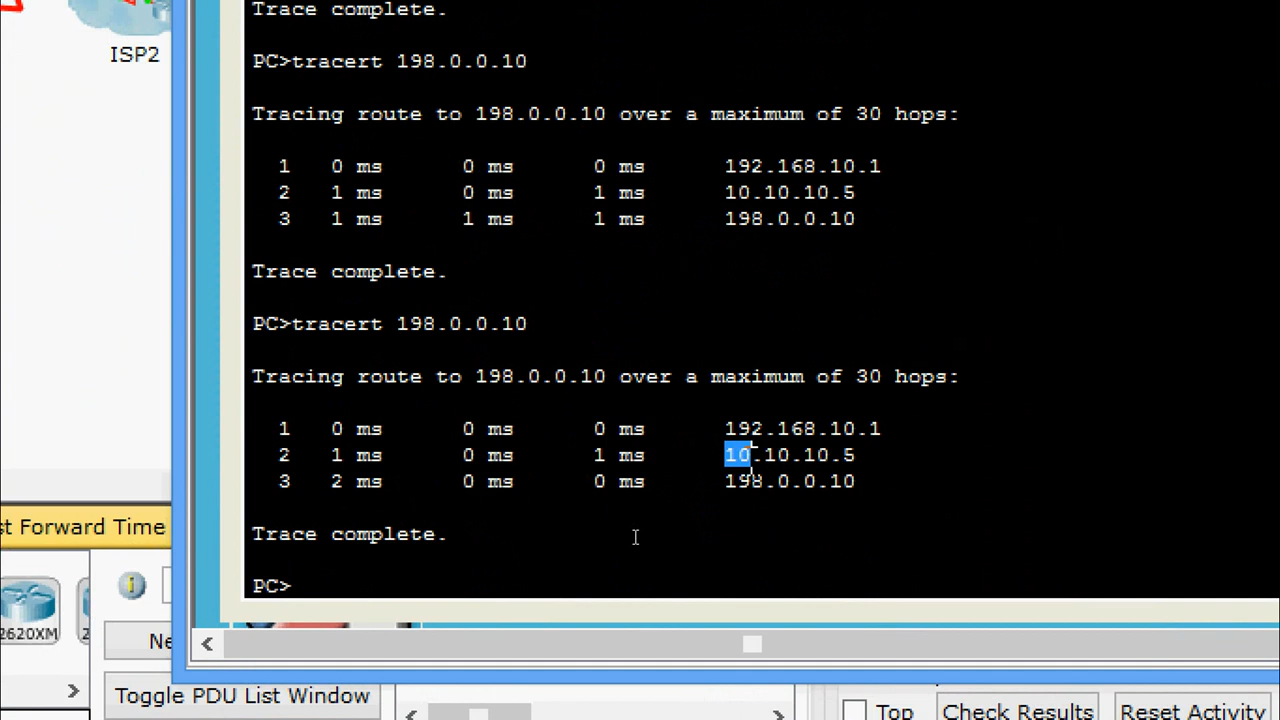 Trace complete.
ISP2
PC>tracert 198.0.0.10
Tracing route to 198.0.0.10 over a maximum of 30 hops:
1 0 ms 0 ms 0 ms 192.168.10.1
2 1 ms 0 ms 1 ms 10.10.10.5
3 1 ms 1 ms 1 ms 198.0.0.10
Trace complete.
PC>tracert 198.0.0.10
Tracing route to 198.0.0.10 over a maximum of 30 hops:
1 0 ms 0 ms 0 ms 192.168.10.1
2 1 ms 0 ms 1 ms 10.10.10.5
3 2 ms 0 ms 0 ms 198.0.0.10
Trace complete.
st Forward Time
PC>
2620XM
Ne
Toggle PDU List Window
Top
Check Results
Reset Activity